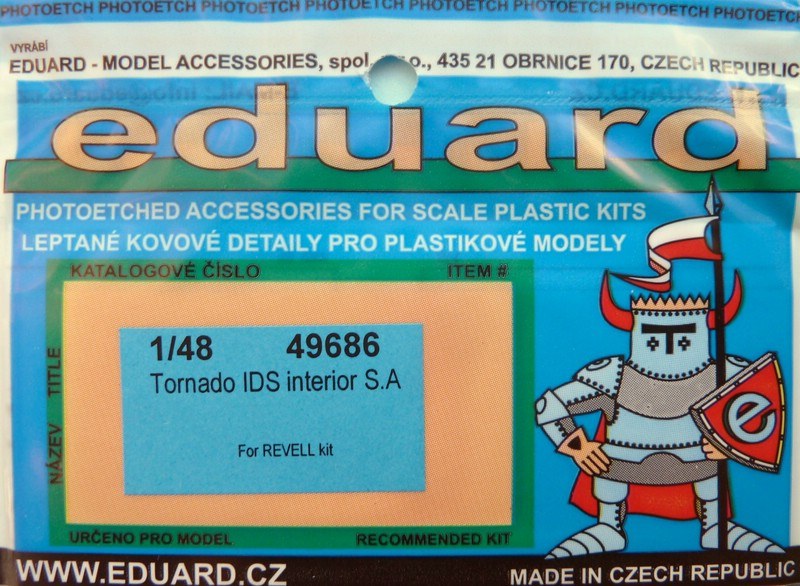 PHOTOETCH PHOTOETCH PHOTOETCH PHOTOETCH PHOTOETCH PHOTOETCH PHOTOETCH PHOTOETCH
VYRÁBÍ
EDUARD - MODEL ACCESSORIES, spol. o., 435 21 OBRNICE 170, CZECH REPUBLIC
eduard
PHOTOETCHED ACCESSORIES FOR SCALE PLASTIC KITS
LEPTANÉ KOVOVÉ DETAILY PRO PLASTIKOVÉ MODELY
KATALOGOVÉ ČÍSLO ITEM #
NÁZEV TITLE
1/48 49686
Tornado IDS interior S.A
For REVELL kit
URČENO PRO MODEL RECOMMENDED KIT
e
WWW.EDUARD.CZ MADE IN CZECH REPUBLIC